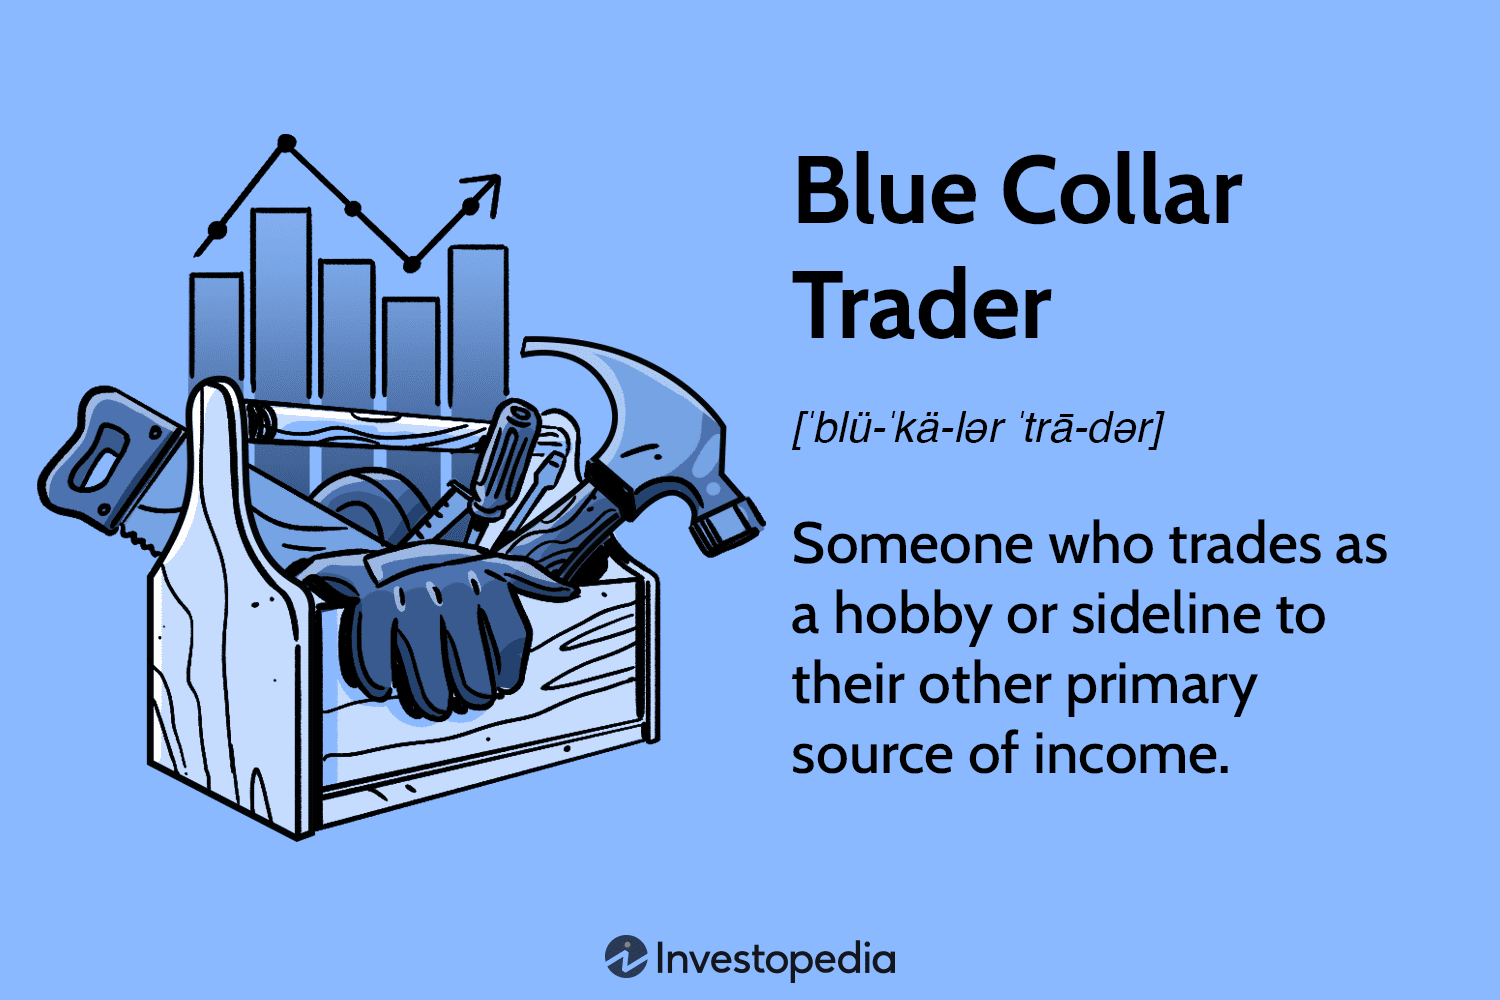 Blue Collar
Trader
[ˈblü-ˈkä-lər ˈtrā-dər]
Someone who trades as
a hobby or sideline to
their other primary
source of income.
Investopedia